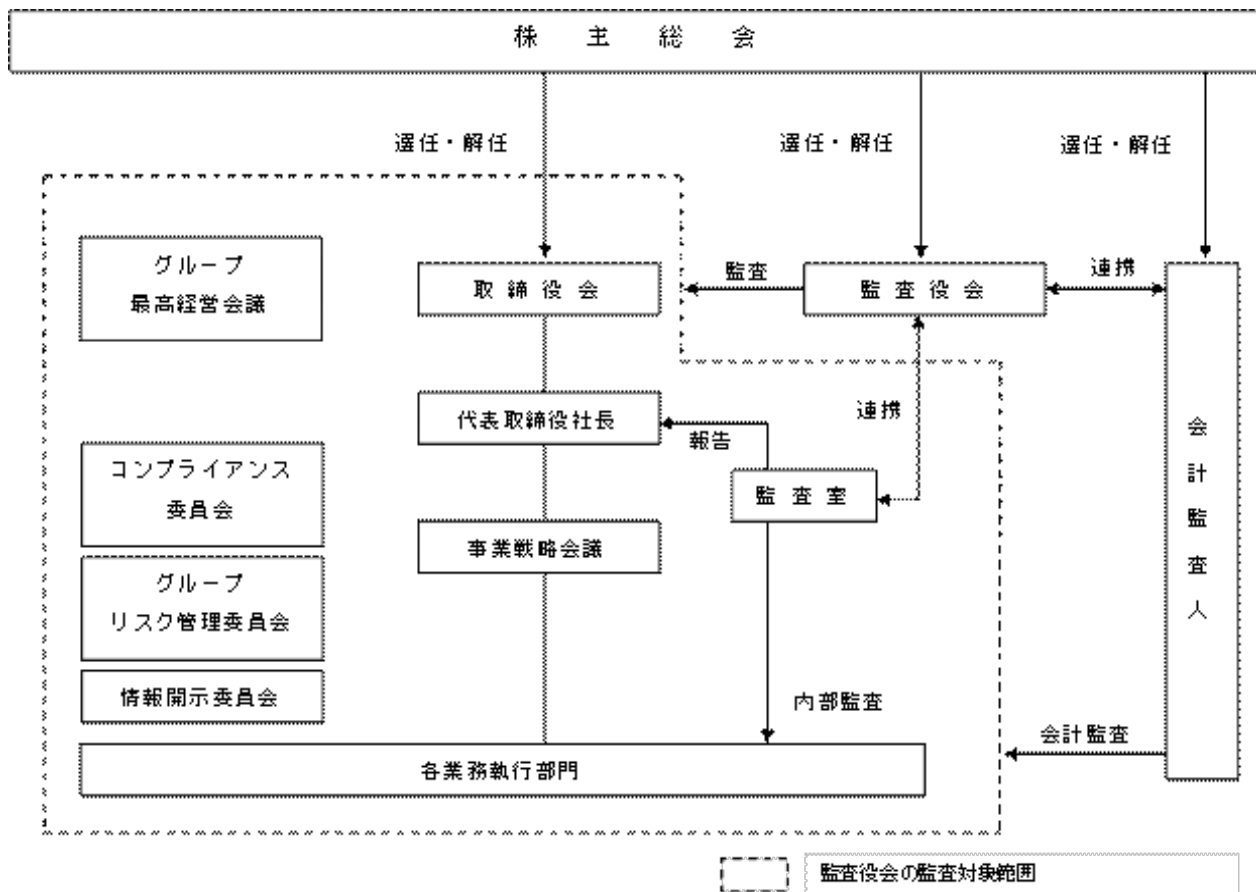 株主総会
選任・解任
選任・解任
選任・解任
グループ
最高経営会議
取締役会
監査
監査役会
連携
代表取締役社長
報告
連携
コンプライアンス
委員会
監査室
会計監査人
事業戦略会議
グループ
リスク管理委員会
情報開示委員会
内部監査
会計監査
各業務執行部門
監査役会の監査対象範囲